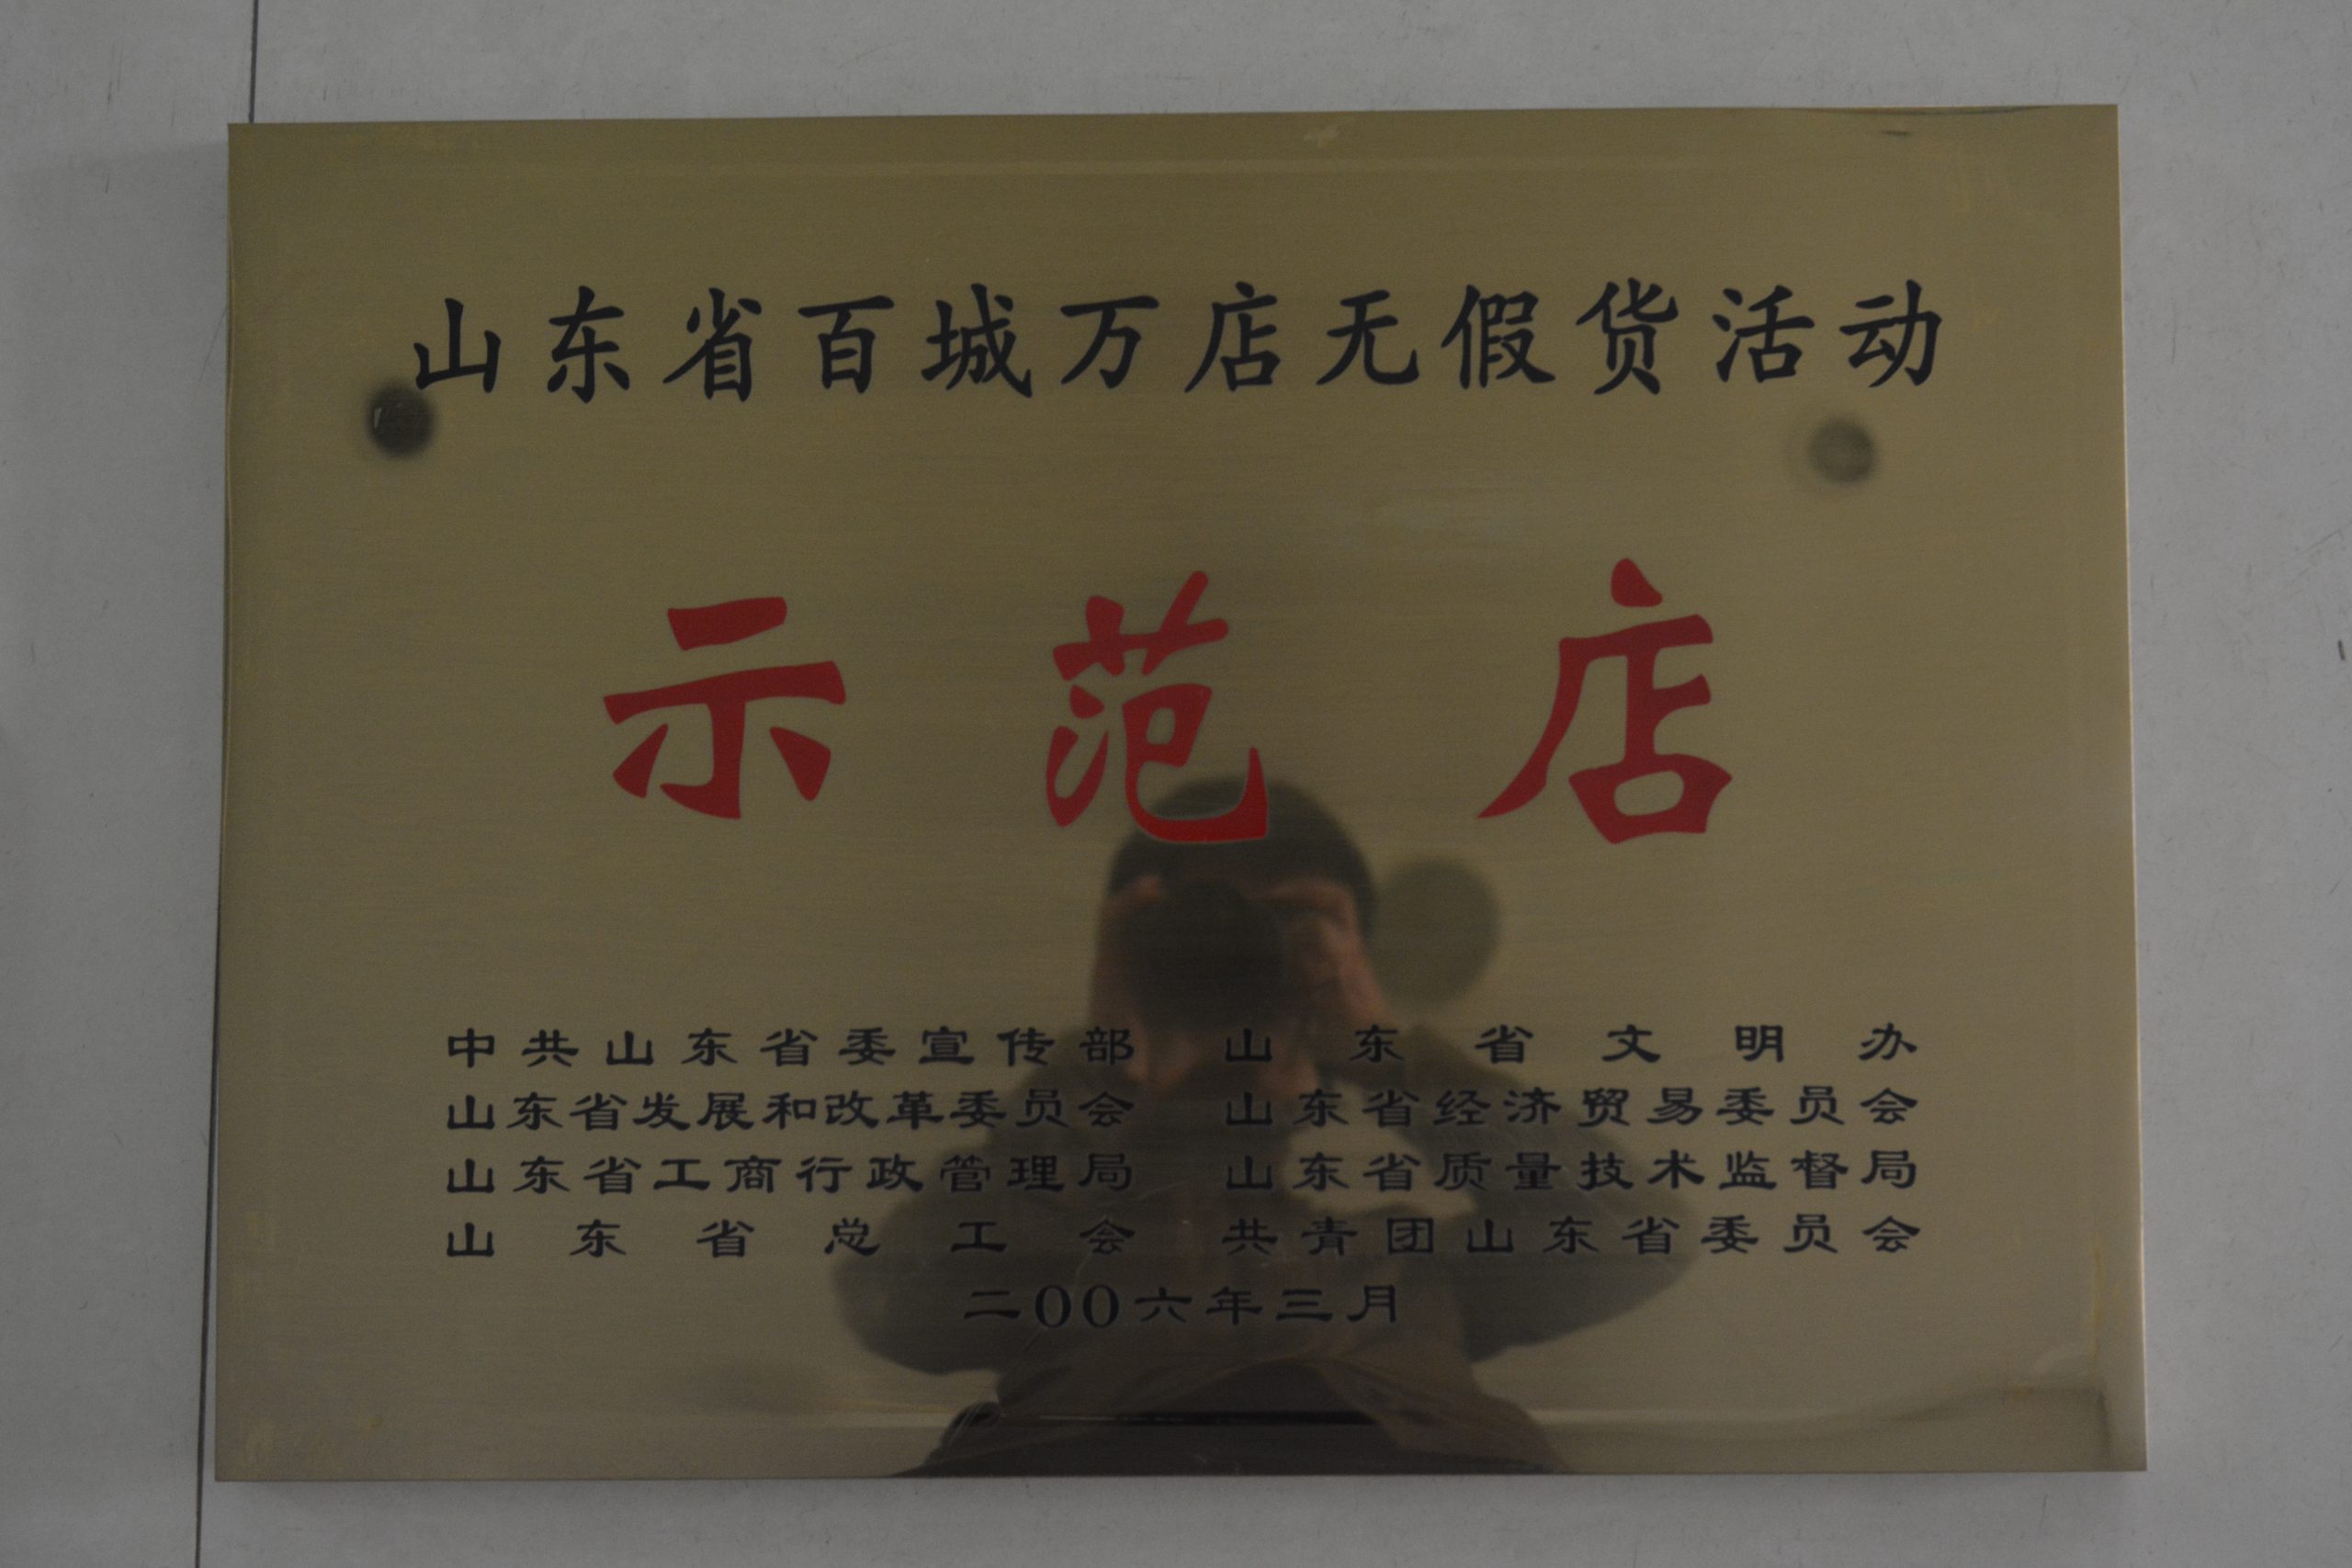 山东省百城万店无假货活动
示范店
中共山东省委宣传部 山东省文明办
山东省发展和改革委员会 山东省经济贸易委员会
山东省工商行政管理局 山东省质量技术监督局
山东省总工会 共青团山东省委员会
二00六年三月